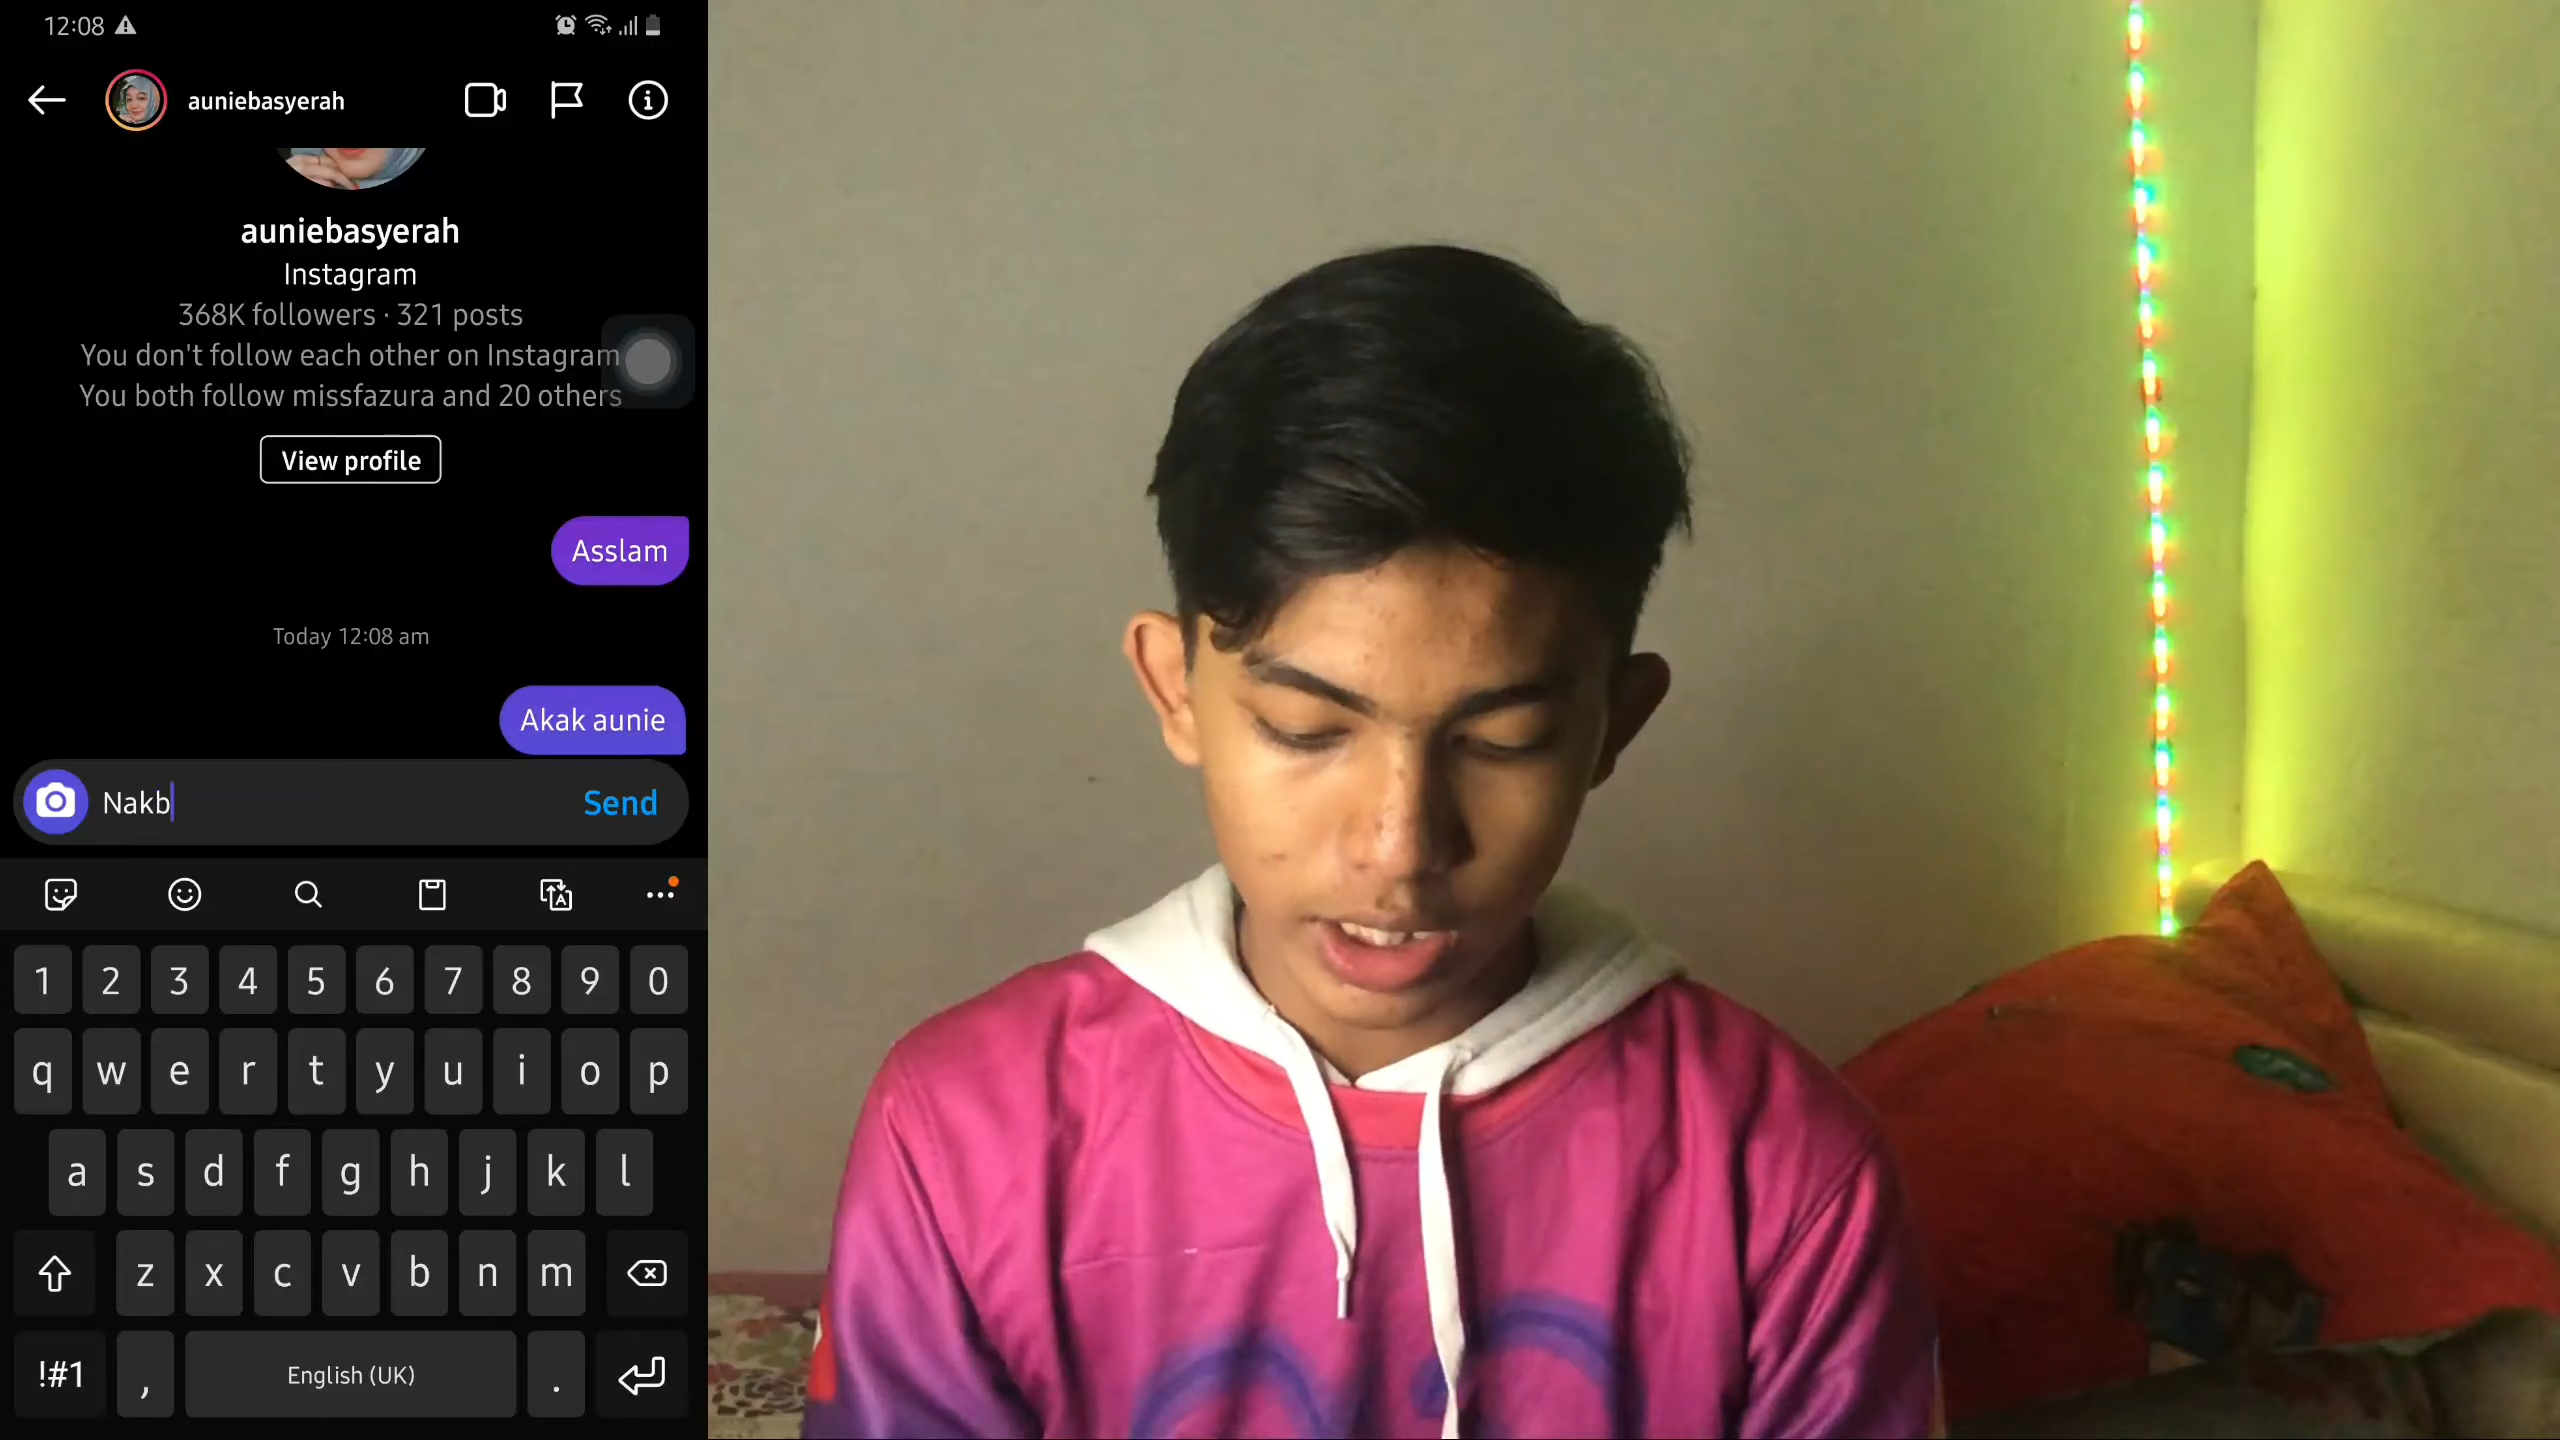 12:08
auniebasyerah
auniebasyerah
Instagram
368K followers · 321 posts
You don't follow each other on Instagram
You both follow missfazura and 20 others
View profile
Asslam
Today 12:08 am
Akak aunie
Nakb
Send
1 2 3 4 5 6 7 8 9 0
q w e r t y u i o p
a s d f g h j k l
z x c v b n m
!#1 , English (UK) .